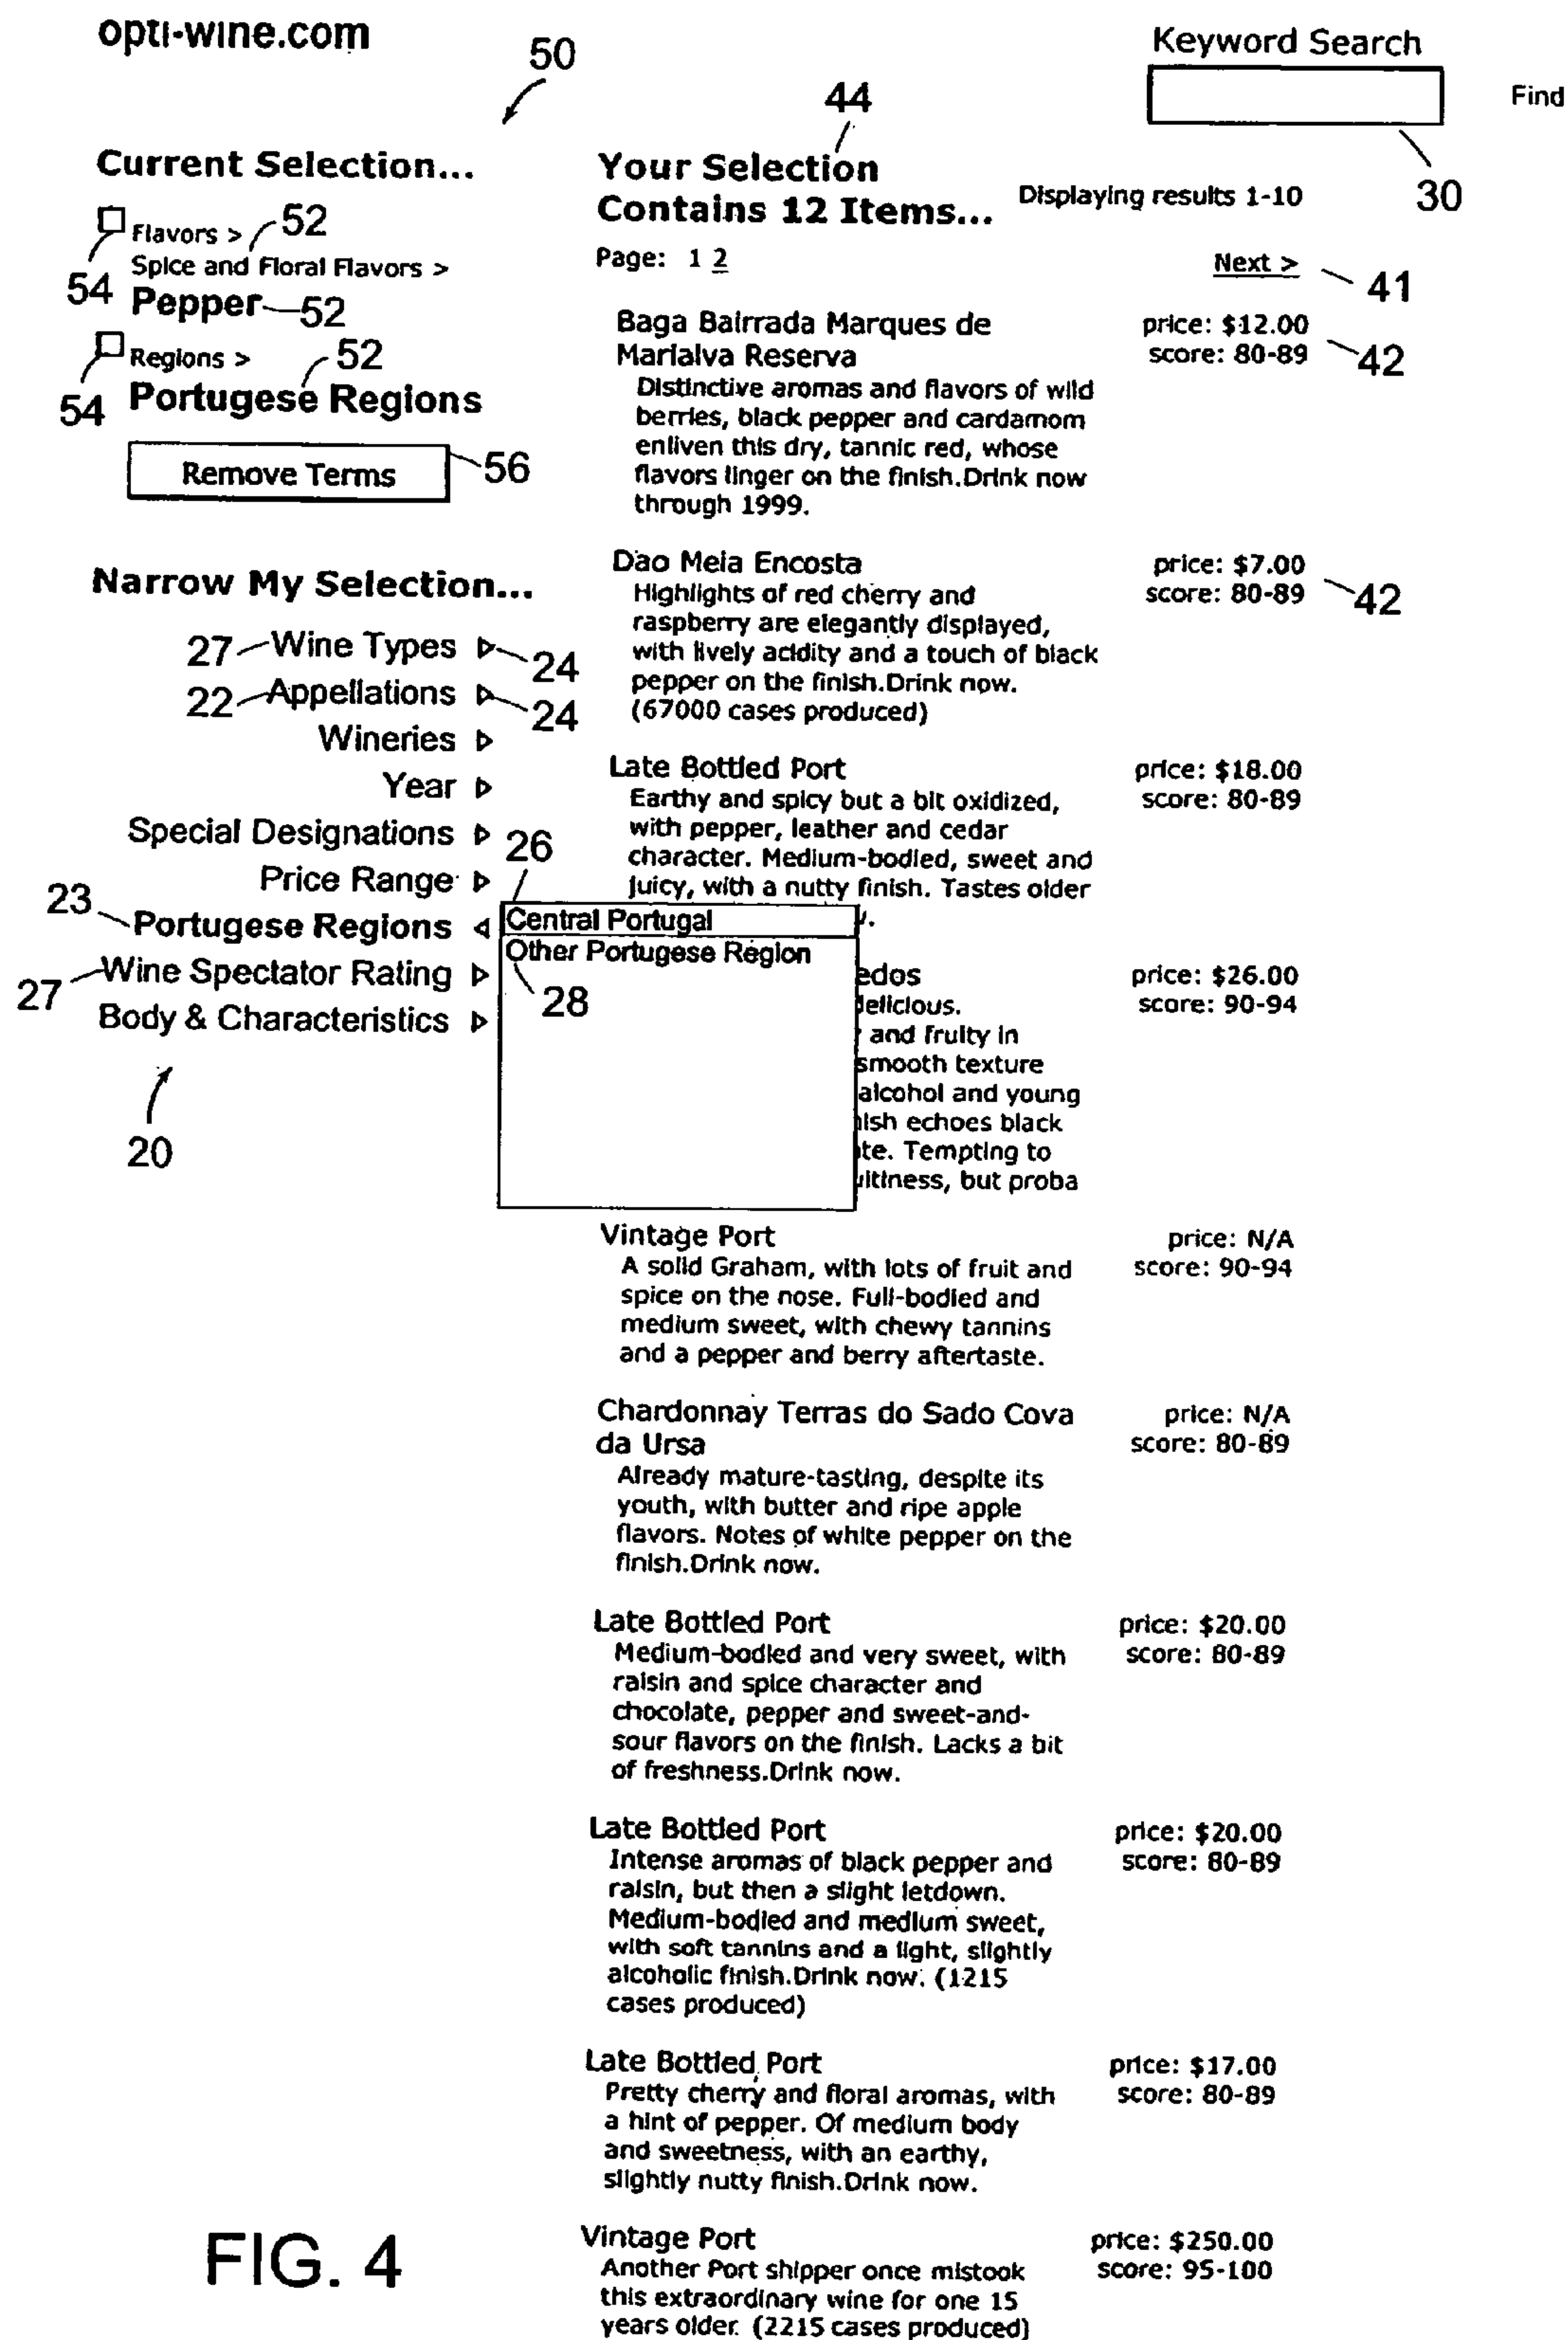 opti-wine.com
50
Keyword Search
Find
30
44
Current Selection...
Flavors >
52
Spice and Floral Flavors >
54
Pepper
52
Regions >
52
54
Portugese Regions
Remove Terms
56
Narrow My Selection...
27
Wine Types
24
22
Appellations
24
Wineries
Year
Special Designations
26
Price Range
23
Portugese Regions
Central Portugal
Other Portugese Region
28
27
Wine Spectator Rating
Body & Characteristics
20
Your Selection
Contains 12 Items...
Displaying results 1-10
Page: 1 2
Next >
41
Baga Bairrada Marques de
Marialva Reserva
price: $12.00
score: 80-89
42
Distinctive aromas and flavors of wild
berries, black pepper and cardamom
enliven this dry, tannic red, whose
flavors linger on the finish.Drink now
through 1999.
Dao Meia Encosta
price: $7.00
score: 80-89
42
Highlights of red cherry and
raspberry are elegantly displayed,
with lively acidity and a touch of black
pepper on the finish.Drink now.
(67000 cases produced)
Late Bottled Port
price: $18.00
score: 80-89
Earthy and spicy but a bit oxidized,
with pepper, leather and cedar
character. Medium-bodied, sweet and
juicy, with a nutty finish. Tastes older
edos
price: $26.00
score: 90-94
elicious.
and fruity in
smooth texture
alcohol and young
ish echoes black
te. Tempting to
itiness, but proba
Vintage Port
price: N/A
score: 90-94
A solid Graham, with lots of fruit and
spice on the nose. Full-bodied and
medium sweet, with chewy tannins
and a pepper and berry aftertaste.
Chardonnay Terras do Sado Cova
da Ursa
price: N/A
score: 80-89
Already mature-tasting, despite its
youth, with butter and ripe apple
flavors. Notes of white pepper on the
finish.Drink now.
Late Bottled Port
price: $20.00
score: 80-89
Medium-bodied and very sweet, with
raisin and spice character and
chocolate, pepper and sweet-and-
sour flavors on the finish. Lacks a bit
of freshness.Drink now.
Late Bottled Port
price: $20.00
score: 80-89
Intense aromas of black pepper and
raisin, but then a slight letdown.
Medium-bodied and medium sweet,
with soft tannins and a light, slightly
alcoholic finish.Drink now. (1215
cases produced)
Late Bottled Port
price: $17.00
score: 80-89
Pretty cherry and floral aromas, with
a hint of pepper. Of medium body
and sweetness, with an earthy,
slightly nutty finish.Drink now.
Vintage Port
price: $250.00
score: 95-100
Another Port shipper once mistook
this extraordinary wine for one 15
years older. (2215 cases produced)
FIG. 4